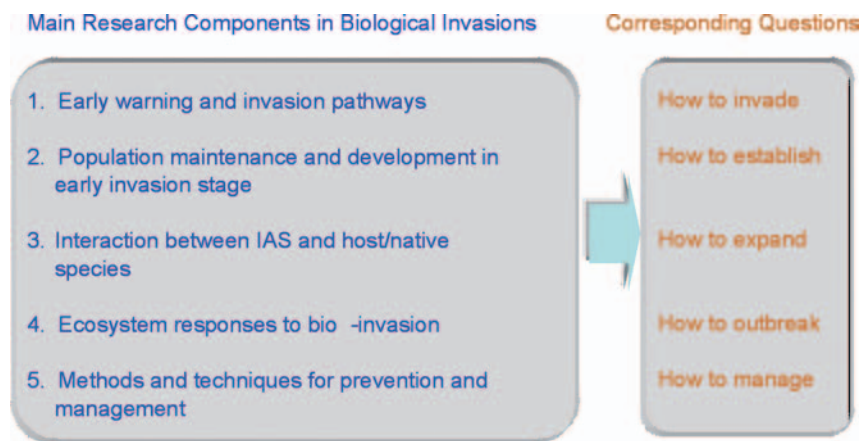 Main Research Components in Biological Invasions
Corresponding Questions
1. Early warning and invasion pathways
How to invade
2. Population maintenance and development in
early invasion stage
How to establish
3. Interaction between IAS and host/native
species
How to expand
4. Ecosystem responses to bio -invasion
How to outbreak
5. Methods and techniques for prevention and
management
How to manage